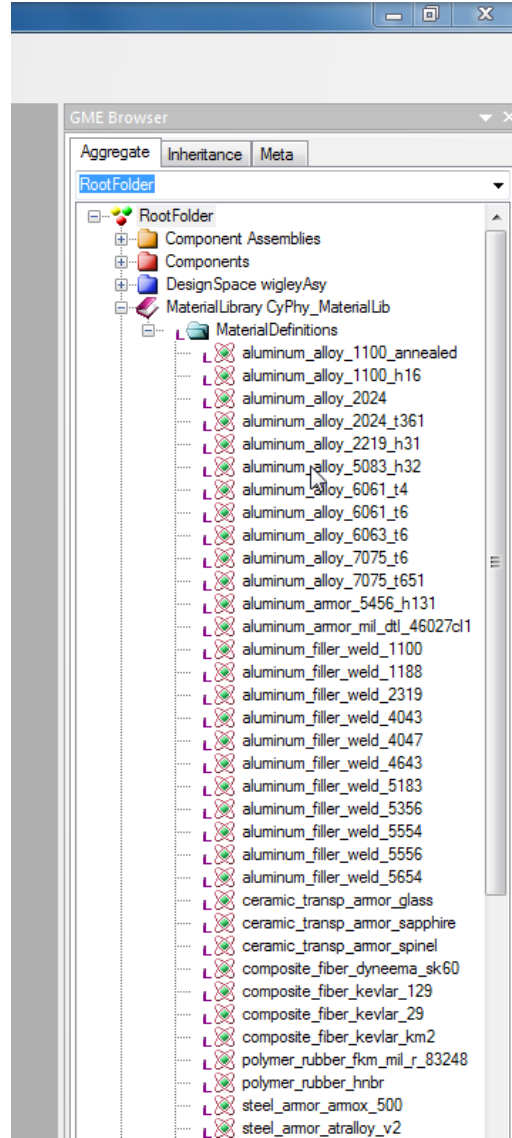 GME Browser
Aggregate Inheritance Meta
RootFolder
RootFolder
Component Assemblies
Components
DesignSpace wigleyAsy
MaterialLibrary CyPhy_MaterialLib
MaterialDefinitions
aluminum_alloy_1100_annealed
aluminum_alloy_1100_h16
aluminum_alloy_2024
aluminum_alloy_2024_t361
aluminum_alloy_2219_h31
aluminum_alloy_5083_h32
aluminum_alloy_6061_t4
aluminum_alloy_6061_t6
aluminum_alloy_6063_t6
aluminum_alloy_7075_t6
aluminum_alloy_7075_t651
aluminum_armor_5456_h131
aluminum_armor_mil_dtl_46027cl1
aluminum_filler_weld_1100
aluminum_filler_weld_1188
aluminum_filler_weld_2319
aluminum_filler_weld_4043
aluminum_filler_weld_4047
aluminum_filler_weld_4643
aluminum_filler_weld_5183
aluminum_filler_weld_5356
aluminum_filler_weld_5554
aluminum_filler_weld_5556
aluminum_filler_weld_5654
ceramic_transp_armor_glass
ceramic_transp_armor_sapphire
ceramic_transp_armor_spinel
composite_fiber_dyneema_sk60
composite_fiber_kevlar_129
composite_fiber_kevlar_29
composite_fiber_kevlar_km2
polymer_rubber_fkm_mil_r_83248
polymer_rubber_hnbr
steel_armor_armox_500
steel_armor_atralloy_v2